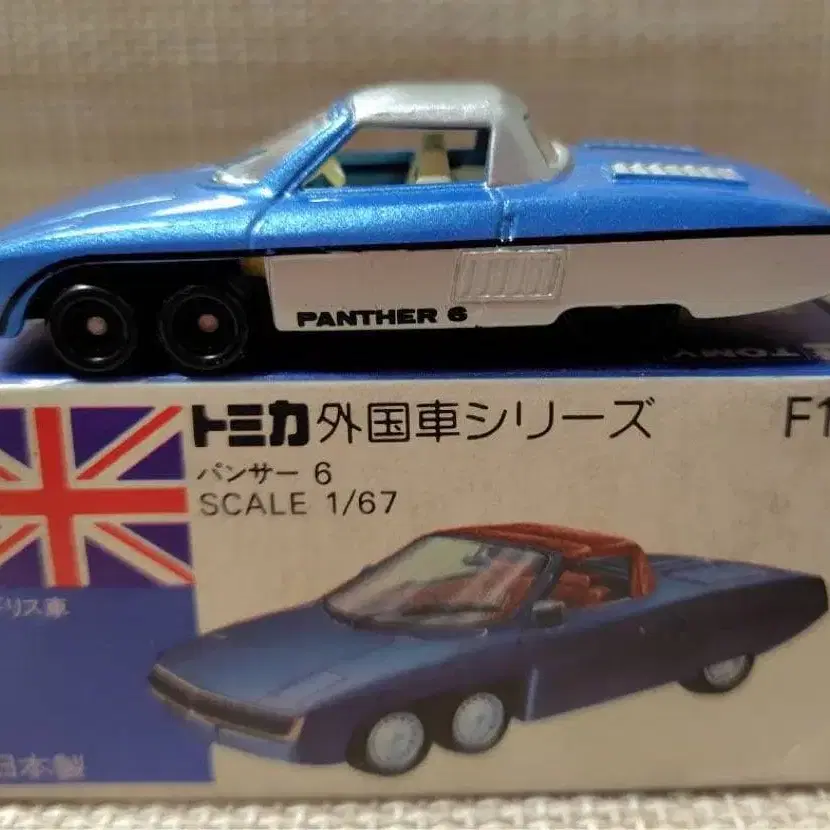 PANTHER 6
TOMY
トミカ 外国車シリーズ F1
パンサー 6
SCALE 1/67
リス車
日本製